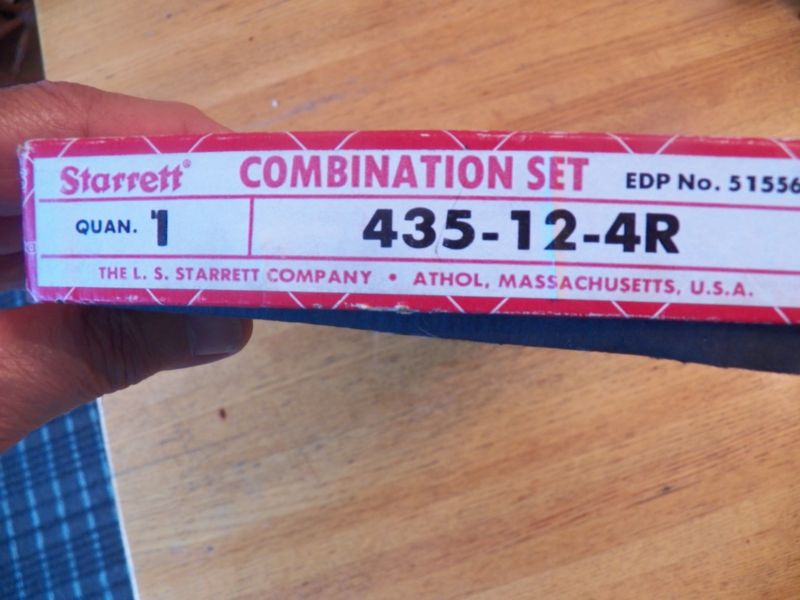 Starrett® COMBINATION SET EDP No. 51556
QUAN. 1 435-12-4R
THE L. S. STARRETT COMPANY • ATHOL, MASSACHUSETTS, U.S.A.